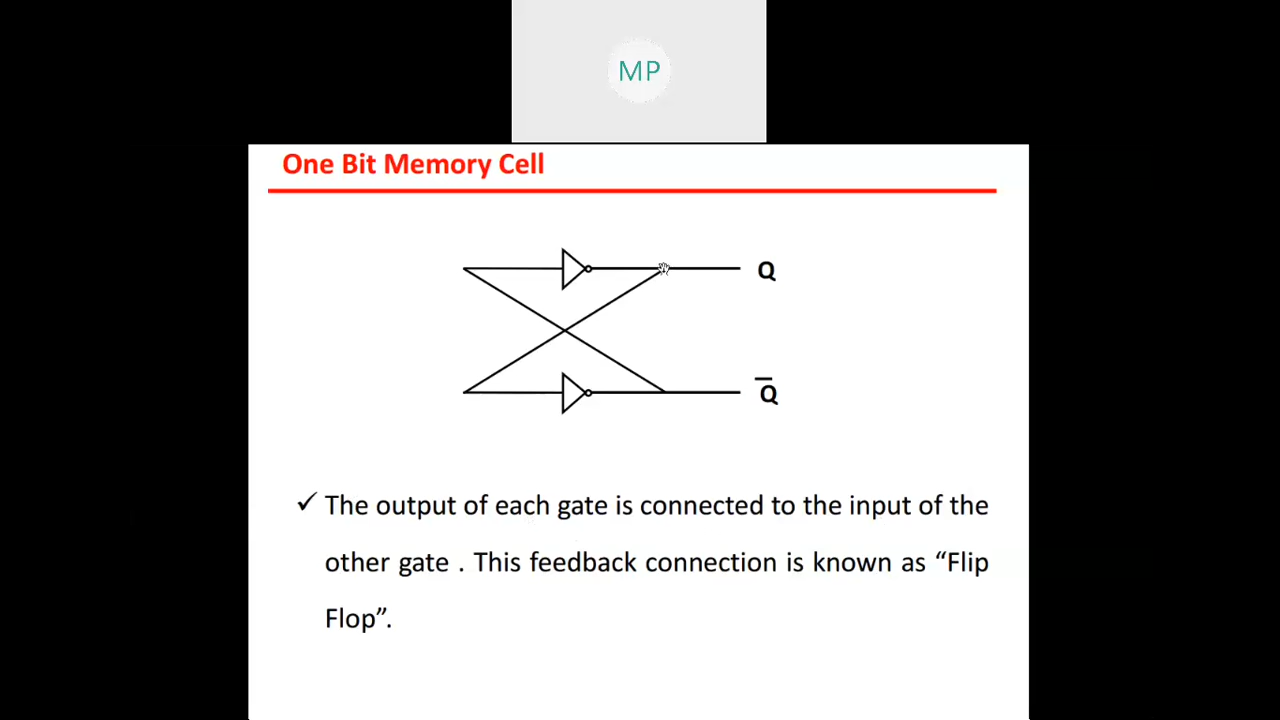 MP
One Bit Memory Cell
Q
Q̅
✓ The output of each gate is connected to the input of the
other gate . This feedback connection is known as “Flip
Flop”.